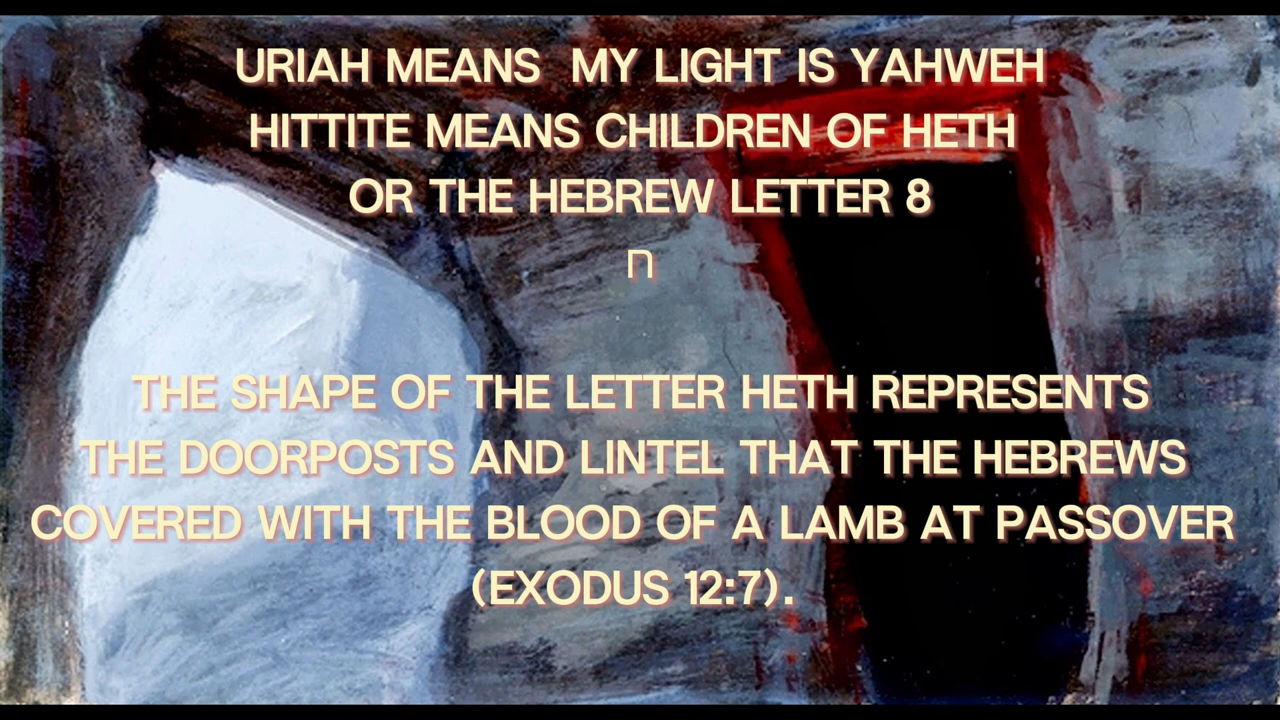 URIAH MEANS MY LIGHT IS YAHWEH
HITTITE MEANS CHILDREN OF HETH
OR THE HEBREW LETTER 8
ח
THE SHAPE OF THE LETTER HETH REPRESENTS
THE DOORPOSTS AND LINTEL THAT THE HEBREWS
COVERED WITH THE BLOOD OF A LAMB AT PASSOVER
(EXODUS 12:7).